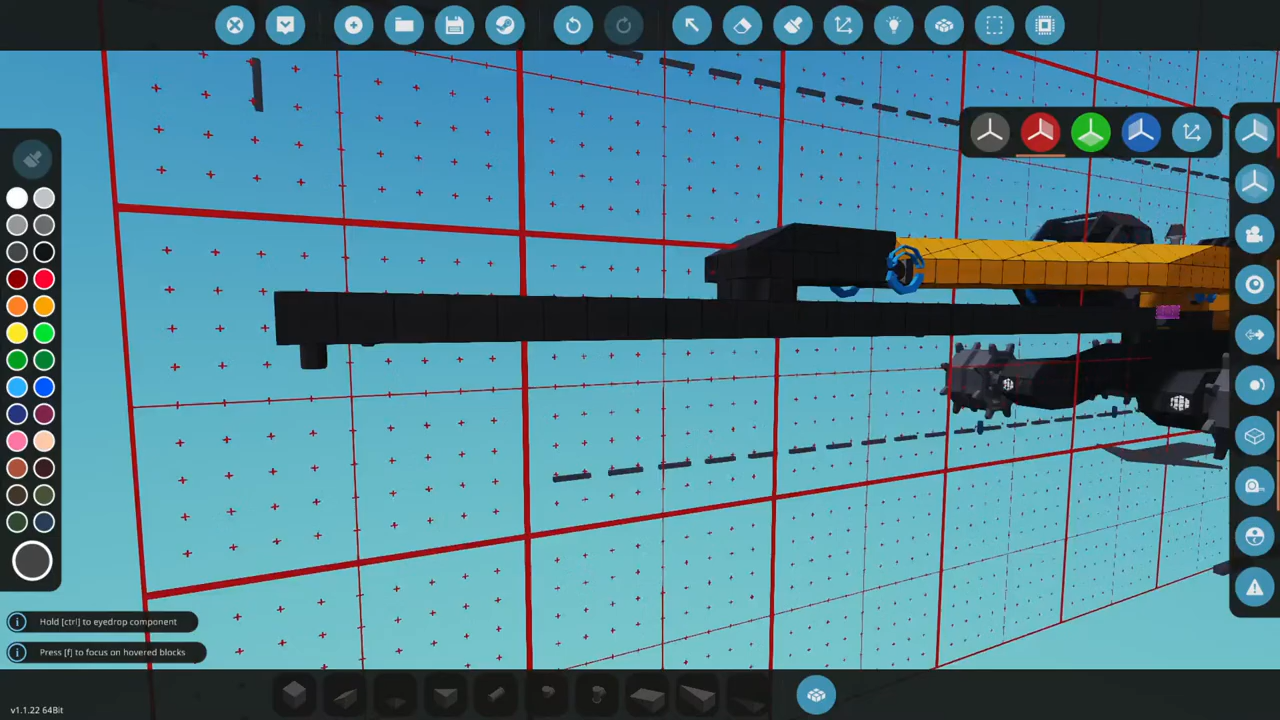 Hold [ctrl] to eyedrop component
Press [f] to focus on hovered blocks
v1.1.22 64Bit